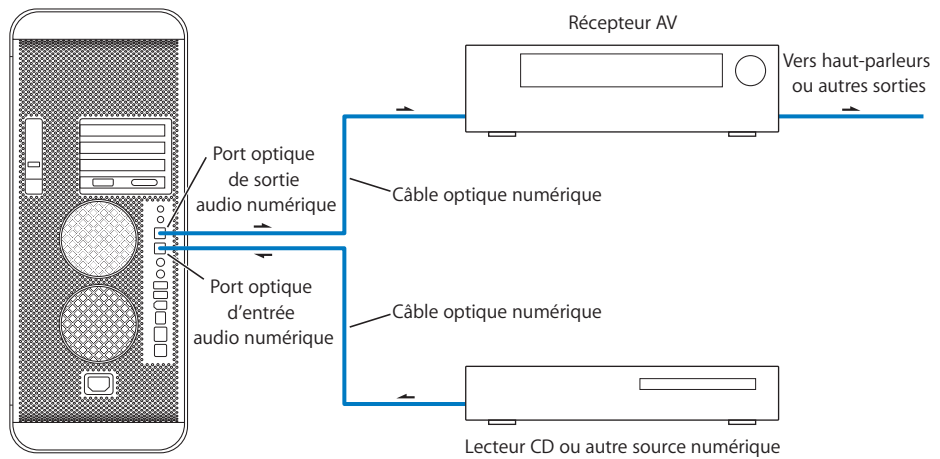 Récepteur AV
Vers haut-parleurs
ou autres sorties
Port optique
de sortie
audio numérique
Câble optique numérique
Port optique
d’entrée
audio numérique
Câble optique numérique
Lecteur CD ou autre source numérique